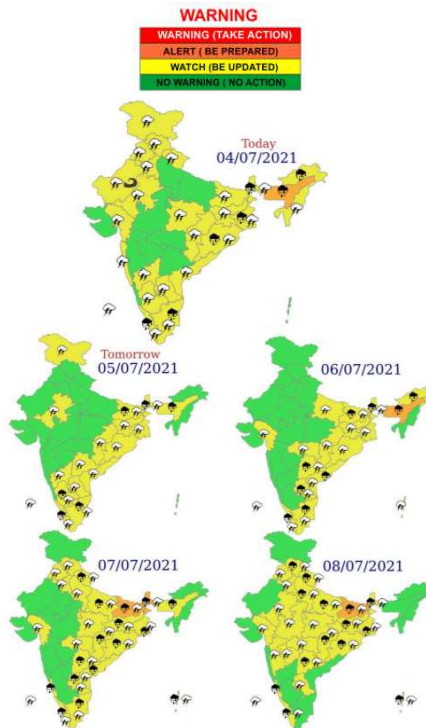 WARNING
WARNING (TAKE ACTION)
ALERT ( BE PREPARED)
WATCH (BE UPDATED)
NO WARNING ( NO ACTION)
Today
04/07/2021
Tomorrow
05/07/2021
06/07/2021
07/07/2021
08/07/2021